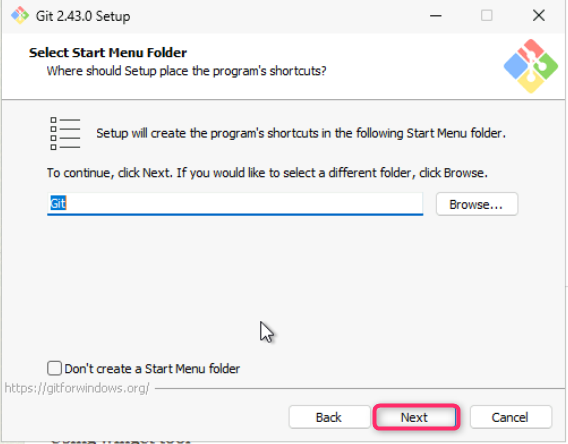 Git 2.43.0 Setup
Select Start Menu Folder
Where should Setup place the program's shortcuts?
Setup will create the program's shortcuts in the following Start Menu folder.
To continue, click Next. If you would like to select a different folder, click Browse.
Git
Browse...
Don't create a Start Menu folder
https://gitforwindows.org/
Back
Next
Cancel